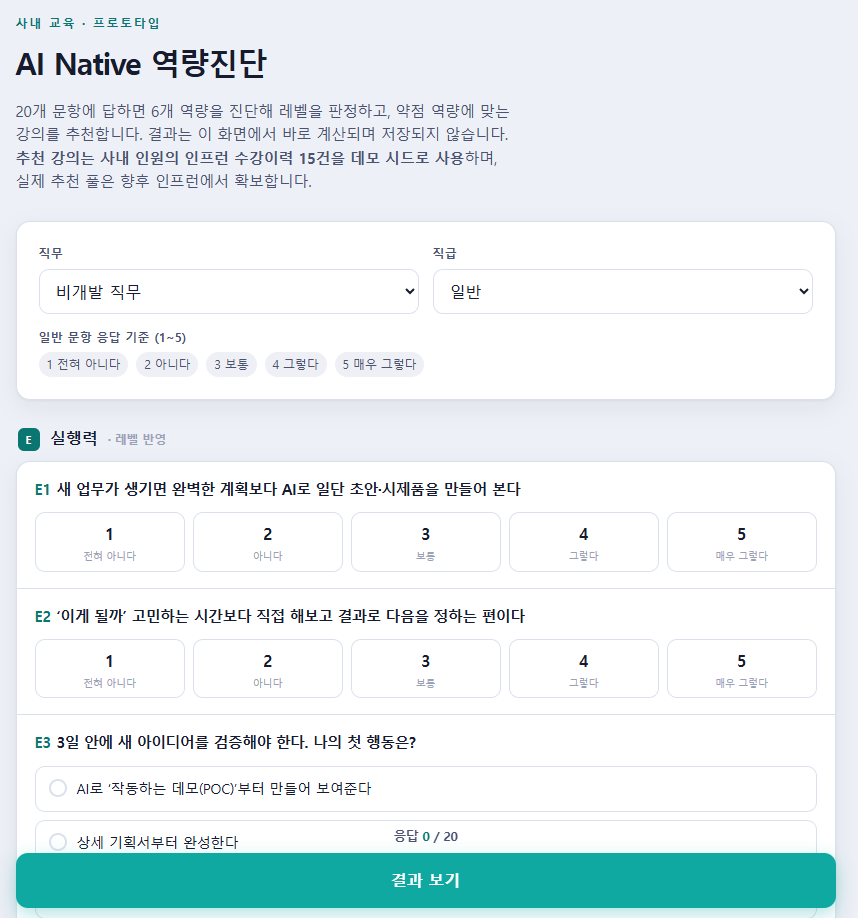 사내 교육 · 프로토타입
AI Native 역량진단
20개 문항에 답하면 6개 역량을 진단해 레벨을 판정하고, 약점 역량에 맞는
강의를 추천합니다. 결과는 이 화면에서 바로 계산되며 저장되지 않습니다.
추천 강의는 사내 인원의 인프런 수강이력 15건을 데모 시드로 사용하며,
실제 추천 풀은 향후 인프런에서 확보합니다.
직무
비개발 직무
직급
일반
일반 문항 응답 기준 (1~5)
1 전혀 아니다 2 아니다 3 보통 4 그렇다 5 매우 그렇다
E 실행력 · 레벨 반영
E1 새 업무가 생기면 완벽한 계획보다 AI로 일단 초안·시제품을 만들어 본다
1 2 3 4 5
전혀 아니다 아니다 보통 그렇다 매우 그렇다
E2 ‘이게 될까’ 고민하는 시간보다 직접 해보고 결과로 다음을 정하는 편이다
1 2 3 4 5
전혀 아니다 아니다 보통 그렇다 매우 그렇다
E3 3일 안에 새 아이디어를 검증해야 한다. 나의 첫 행동은?
AI로 ‘작동하는 데모(POC)’부터 만들어 보여준다
상세 기획서부터 완성한다
응답 0 / 20
결과 보기